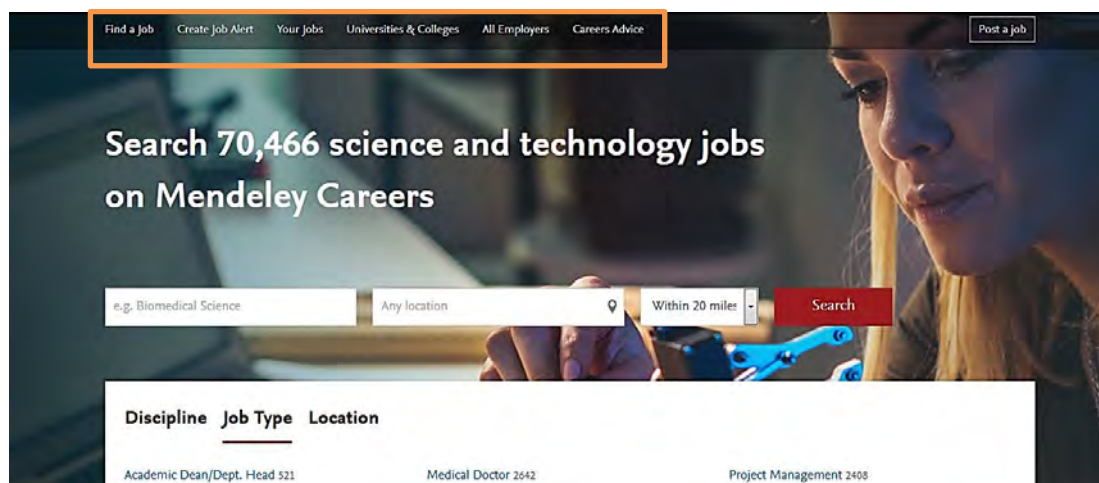 Find a Job Create Job Alert Your Jobs Universities & Colleges All Employers Careers Advice Post a job
Search 70,466 science and technology jobs
on Mendeley Careers
e.g. Biomedical Science Any location Within 20 miles Search
Discipline Job Type Location
Academic Dean/Dept. Head 521 Medical Doctor 2642 Project Management 2408